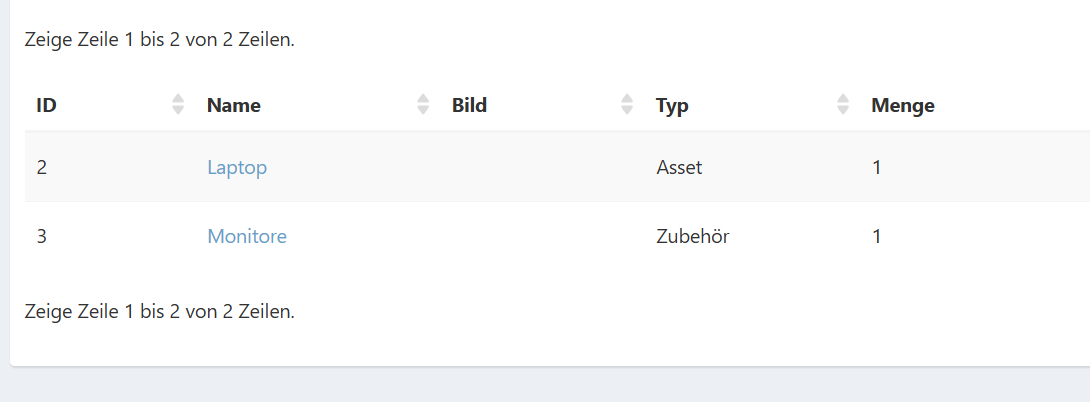 Zeige Zeile 1 bis 2 von 2 Zeilen.
ID Name Bild Typ Menge
2 Laptop Asset 1
3 Monitore Zubehör 1
Zeige Zeile 1 bis 2 von 2 Zeilen.